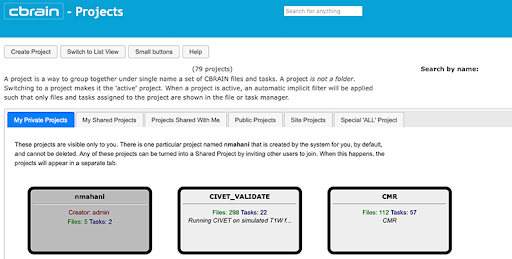 cbrain - Projects
Search for anything
Create Project Switch to List View Small buttons Help
(79 projects) Search by name:
A project is a way to group together under single name a set of CBRAIN files and tasks. A project is not a folder.
Switching to a project makes it the 'active' project. When a project is active, an automatic implicit filter will be applied
such that only files and tasks assigned to the project are shown in the file or task manager.
My Private Projects My Shared Projects Projects Shared With Me Public Projects Site Projects Special 'ALL' Project
These projects are visible only to you. There is one particular project named nmahani that is created by the system for you, by default,
and cannot be deleted. Any of these projects can be turned into a Shared Project by inviting other users to join. When this happens, the
projects will appear in a separate tab.
nmahani
Creator: admin
Files: 5 Tasks: 2
CIVET_VALIDATE
Files: 298 Tasks: 22
Running CIVET on simulated T1W f...
CMR
Files: 112 Tasks: 57
CMR